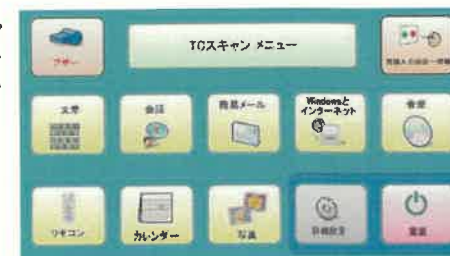 ブザー
TCスキャン メニュー
文字
会話
簡易メール
Windowsと
インターネット
音楽
リモコン
カレンダー
写真
詳細設定
電源